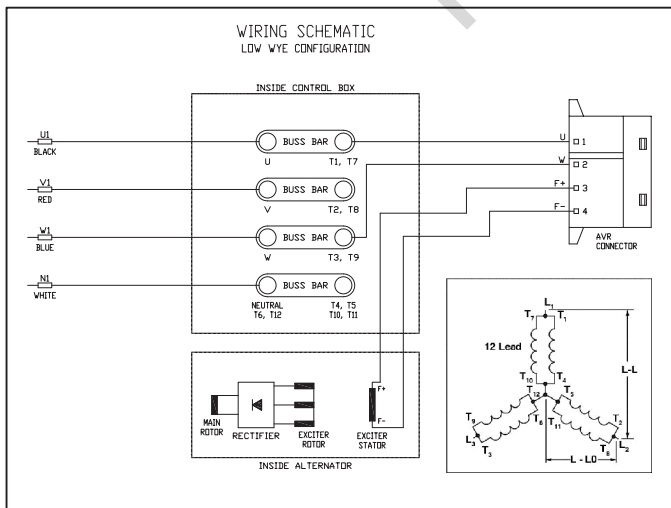 WIRING SCHEMATIC
LOW WYE CONFIGURATION
INSIDE CONTROL BOX
U1
BLACK
BUSS BAR
U
T1, T7
V1
RED
BUSS BAR
V
T2, T8
W1
BLUE
BUSS BAR
W
T3, T9
N1
WHITE
BUSS BAR
NEUTRAL
T6, T12
T4, T5
T10, T11
U 1
W 2
F+ 3
F- 4
AVR
CONNECTOR
MAIN
ROTOR
RECTIFIER
EXCITER
ROTOR
F+
F-
EXCITER
STATOR
INSIDE ALTERNATOR
L1
T7
T1
12 Lead
L-L
T10
T4
T12
T5
T9
T6
T11
T2
L3
T3
T8
L2
L - L0